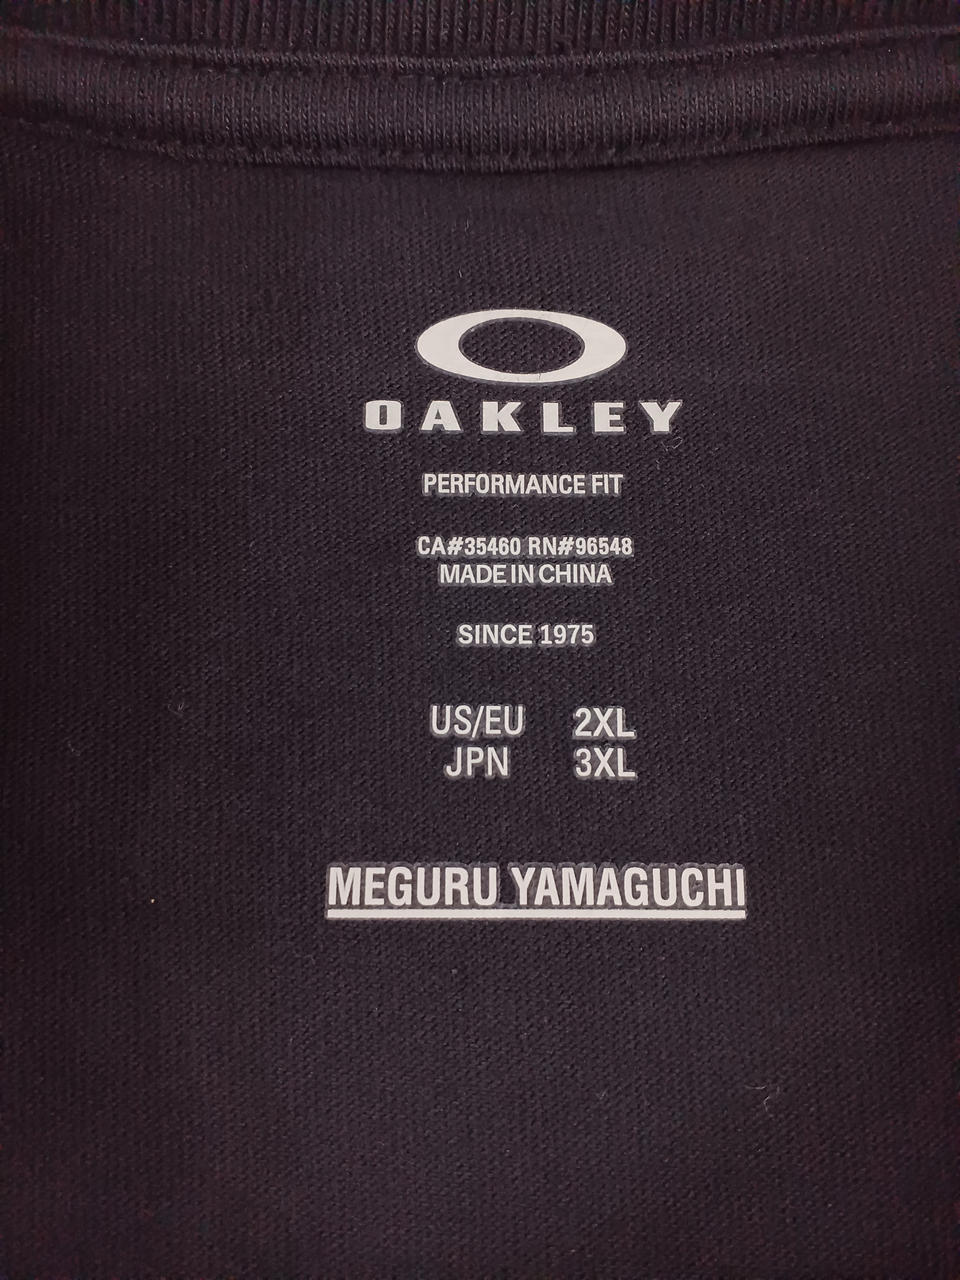 OAKLEY
PERFORMANCE FIT
CA#35460 RN#96548
MADE IN CHINA
SINCE 1975
US/EU 2XL
JPN 3XL
MEGURU YAMAGUCHI